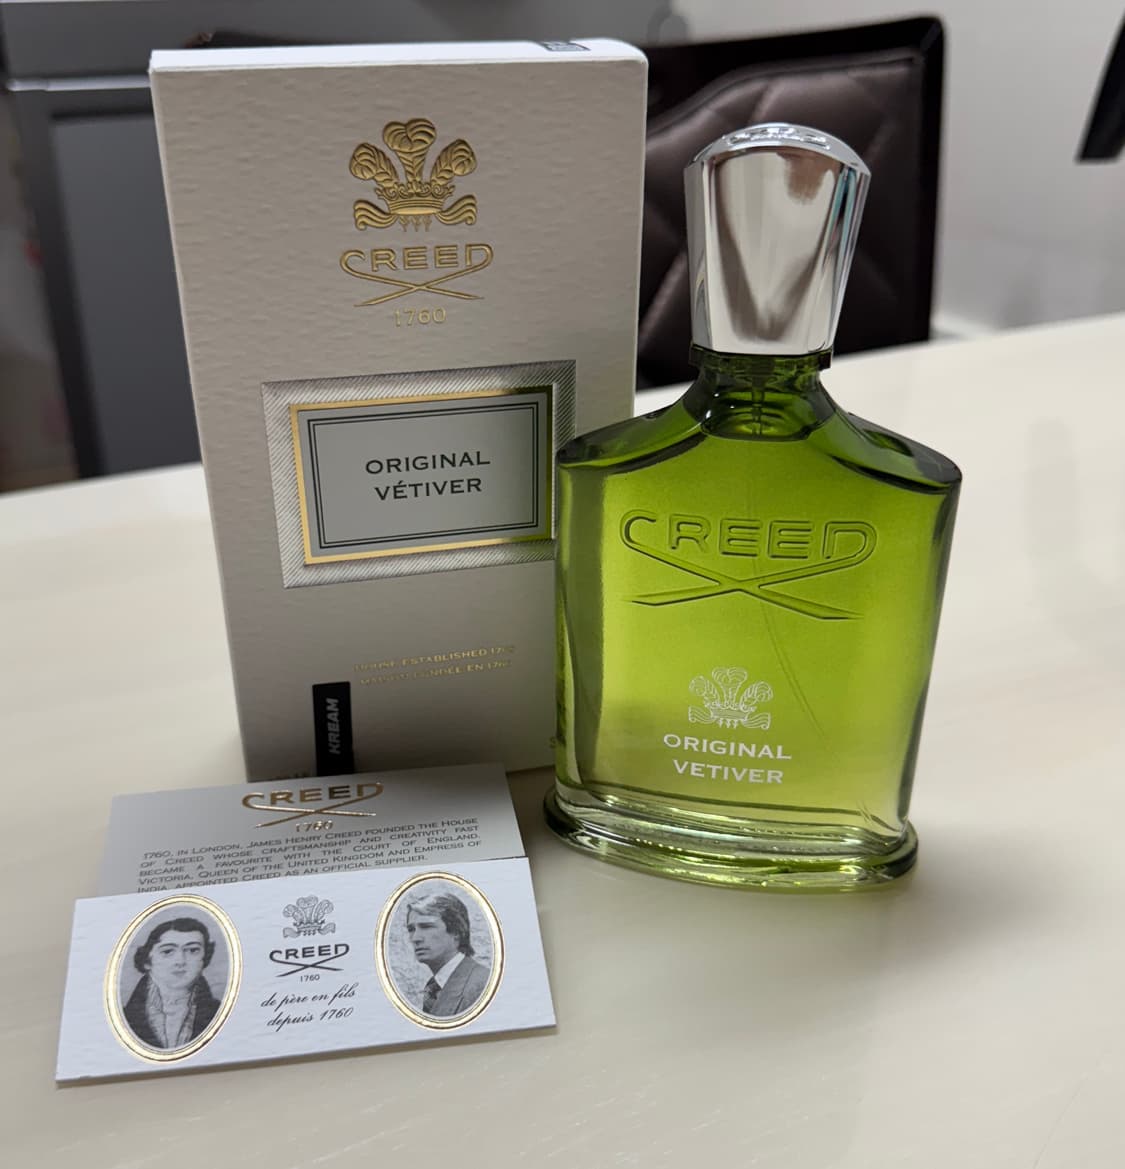 CREED
1760
ORIGINAL
VÉTIVER
HOUSE ESTABLISHED
MAISON FONDÉE EN
KREAM
CREED
ORIGINAL
VETIVER
CREED
1760
1760, IN LONDON, JAMES HENRY CREED FOUNDED THE HOUSE
OF CREED WHOSE CRAFTSMANSHIP AND CREATIVITY FAST
BECAME A FAVOURITE WITH THE COURT OF ENGLAND.
VICTORIA, QUEEN OF THE UNITED KINGDOM AND EMPRESS OF
INDIA, APPOINTED CREED AS AN OFFICIAL SUPPLIER.
CREED
1760
de père en fils
depuis 1760